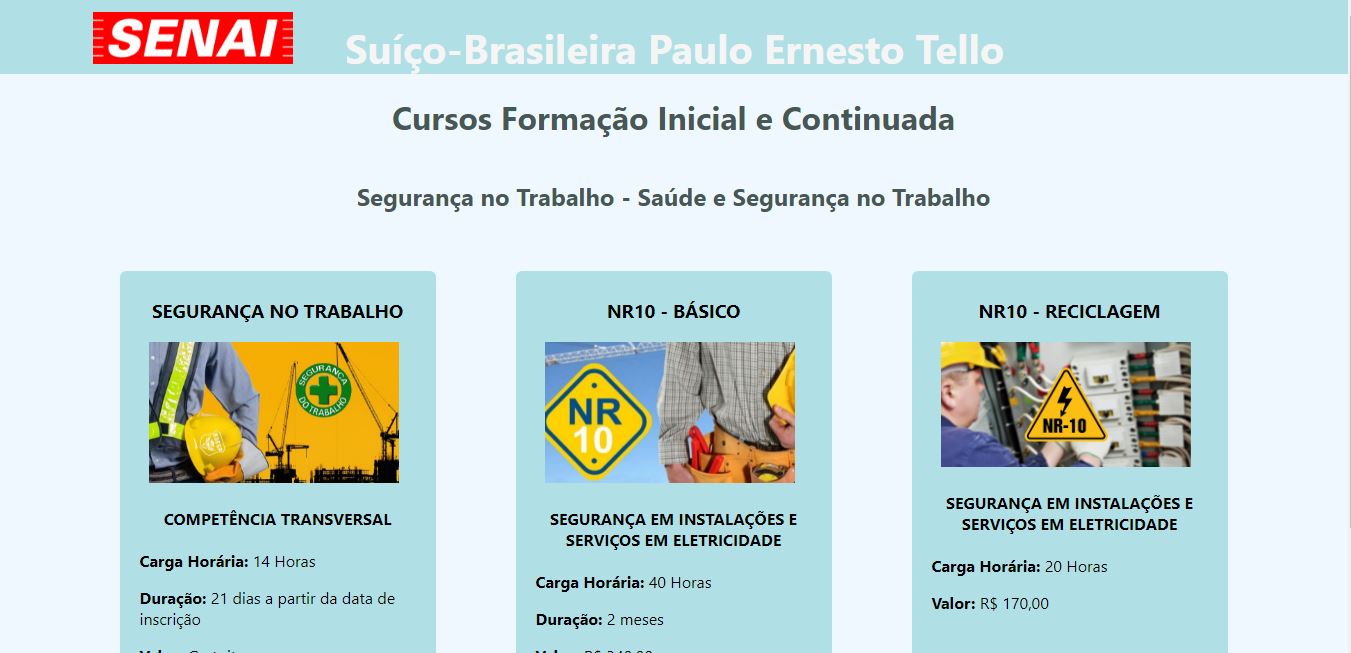 SENAI
Suíço-Brasileira Paulo Ernesto Tello
Cursos Formação Inicial e Continuada
Segurança no Trabalho - Saúde e Segurança no Trabalho
SEGURANÇA NO TRABALHO
SEGURANÇA
DO TRABALHO
COMPETÊNCIA TRANSVERSAL
Carga Horária: 14 Horas
Duração: 21 dias a partir da data de
inscrição
NR10 - BÁSICO
NR
10
SEGURANÇA EM INSTALAÇÕES E
SERVIÇOS EM ELETRICIDADE
Carga Horária: 40 Horas
Duração: 2 meses
NR10 - RECICLAGEM
NR-10
SEGURANÇA EM INSTALAÇÕES E
SERVIÇOS EM ELETRICIDADE
Carga Horária: 20 Horas
Valor: R$ 170,00